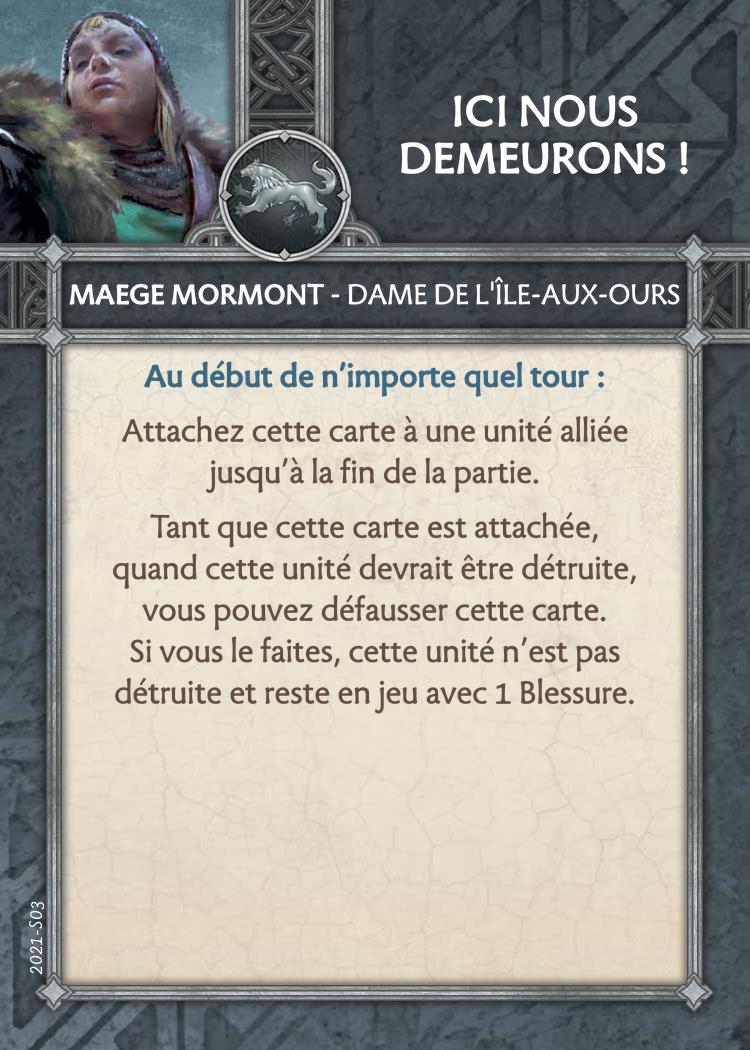 ICI NOUS
DEMEURONS !
MAEGE MORMONT - DAME DE L'ÎLE-AUX-OURS
Au début de n’importe quel tour :
Attachez cette carte à une unité alliée
jusqu’à la fin de la partie.
Tant que cette carte est attachée,
quand cette unité devrait être détruite,
vous pouvez défausser cette carte.
Si vous le faites, cette unité n’est pas
détruite et reste en jeu avec 1 Blessure.
2021-S03